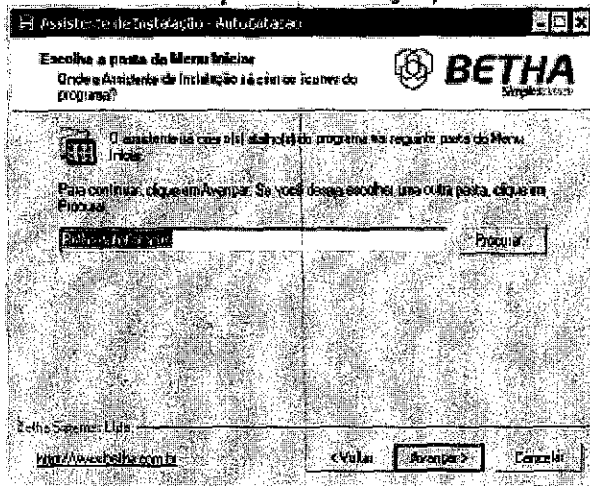 Assistente de Instalação - AutoCotacao
Escolha a pasta do Menu Iniciar
Onde o Assistente de Instalação irá criar os ícones do
programa?
BETHA
O assistente irá criar o(s) atalho(s) do programa na seguinte pasta do Menu
Iniciar.
Para continuar, clique em Avançar. Se você deseja escolher uma outra pasta, clique em
Procurar.
Procurar...
Betha Sistemas Ltda.
http://www.betha.com.br
<Voltar
Avançar>
Cancelar